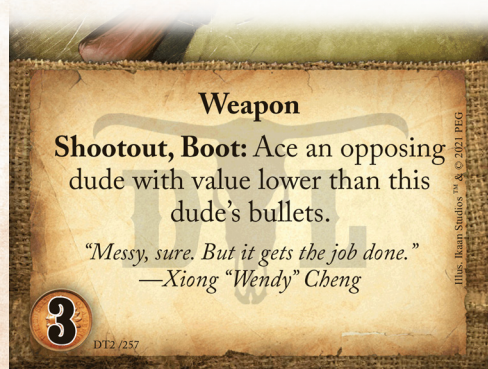 Weapon
Shootout, Boot: Ace an opposing
dude with value lower than this
dude’s bullets.
“Messy, sure. But it gets the job done.”
—Xiong “Wendy” Cheng
3
DT2 /257
Illus. Ikaan Studios ™ & © 2021 PEG
DTL